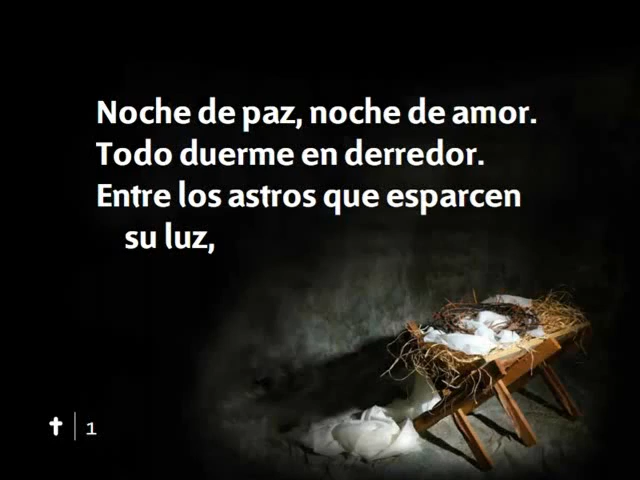 Noche de paz, noche de amor.
Todo duerme en derredor.
Entre los astros que esparcen
su luz,
1